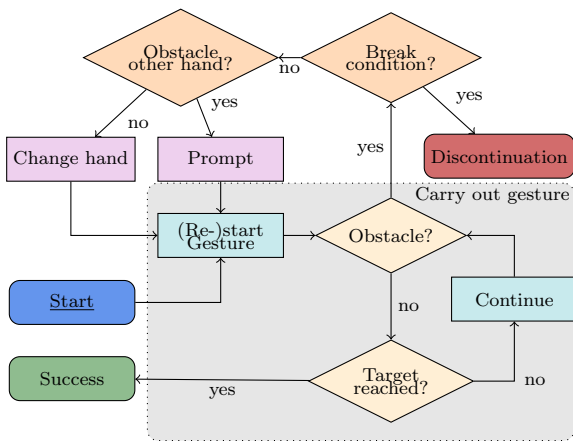 Obstacle
other hand?
Break
condition?
no
yes
no
yes
Change hand
Prompt
yes
Discontinuation
Carry out gesture
(Re-)start
Gesture
Obstacle?
Start
no
Continue
Success
yes
Target
reached?
no